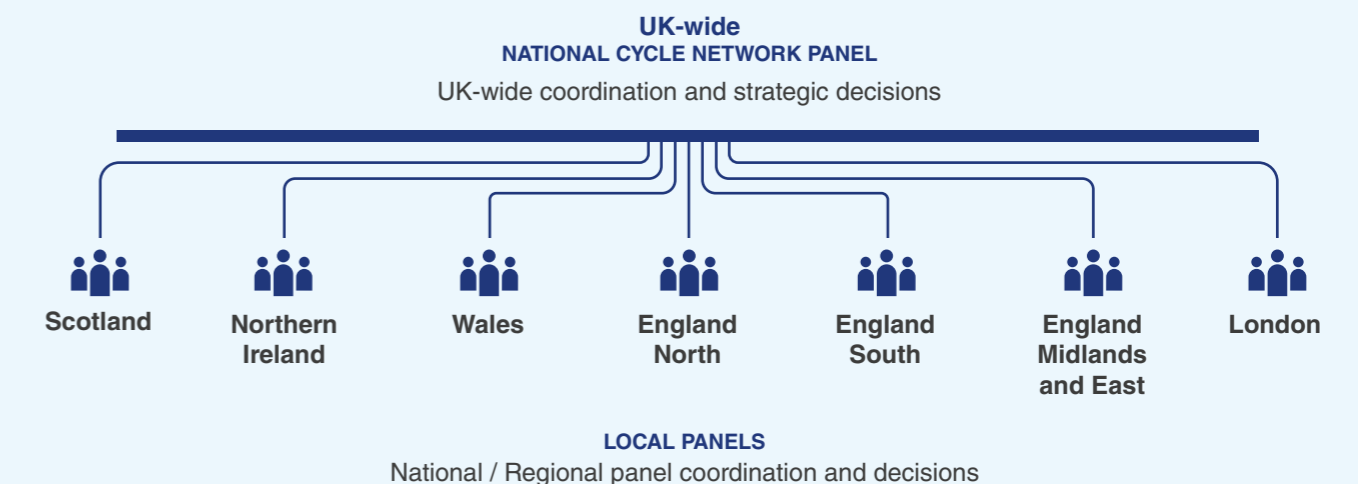 UK-wide
NATIONAL CYCLE NETWORK PANEL
UK-wide coordination and strategic decisions
Scotland
Northern
Ireland
Wales
England
North
England
South
England
Midlands
and East
London
LOCAL PANELS
National / Regional panel coordination and decisions